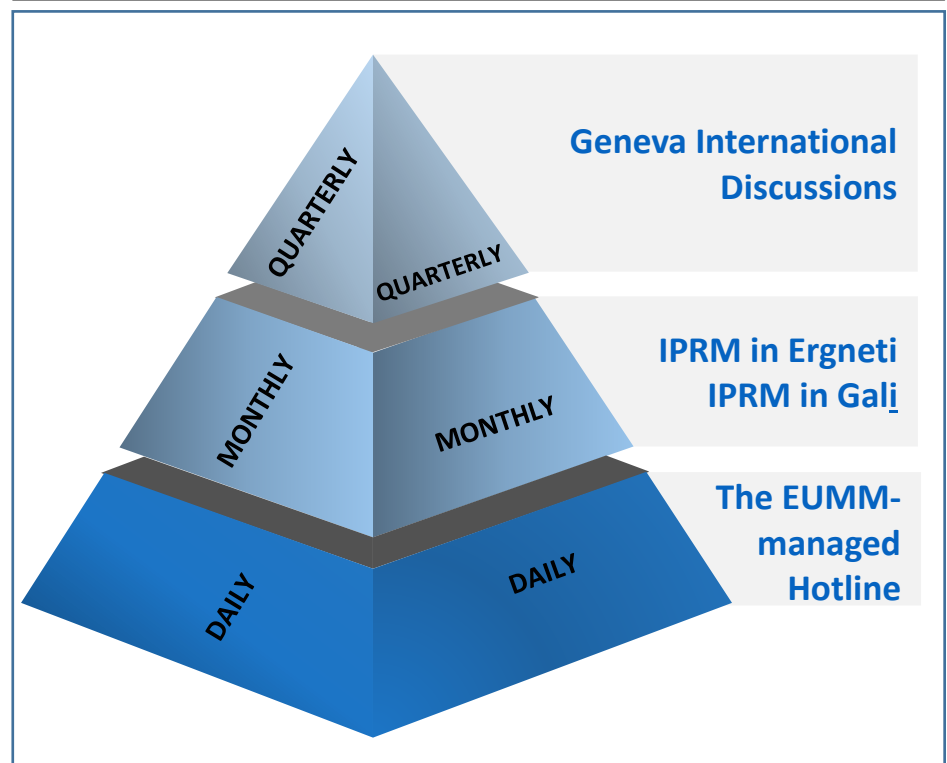 QUARTERLY
QUARTERLY
Geneva International
Discussions
MONTHLY
MONTHLY
IPRM in Ergneti
IPRM in Gali
DAILY
DAILY
The EUMM-
managed
Hotline